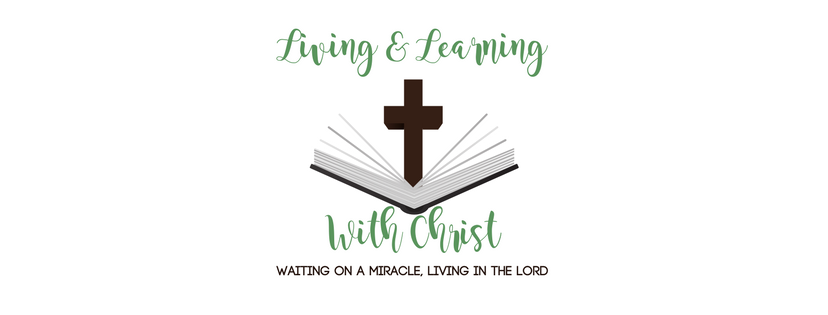 Living & Learning
With Christ
WAITING ON A MIRACLE, LIVING IN THE LORD